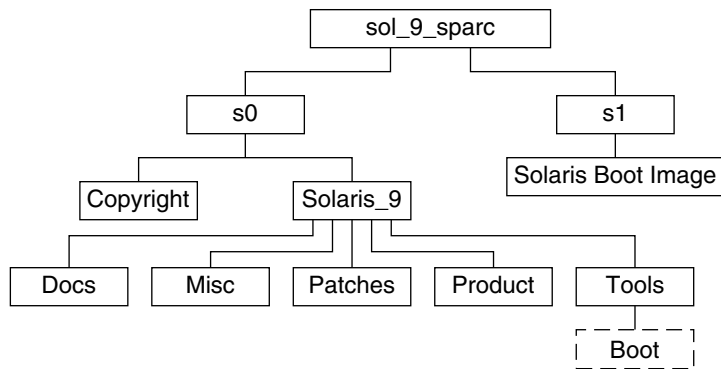 sol_9_sparc
s0
s1
Copyright
Solaris_9
Solaris Boot Image
Docs
Misc
Patches
Product
Tools
Boot